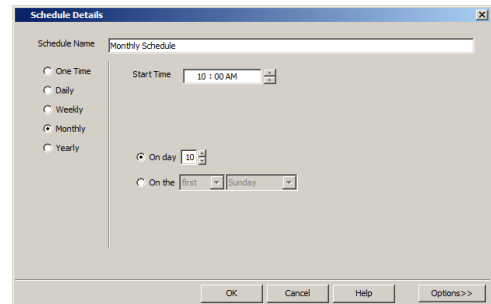 Schedule Details
Schedule Name Monthly Schedule
One Time
Start Time 10 : 00 AM
Daily
Weekly
Monthly
Yearly
On day 10
On the first Sunday
OK Cancel Help Options>>